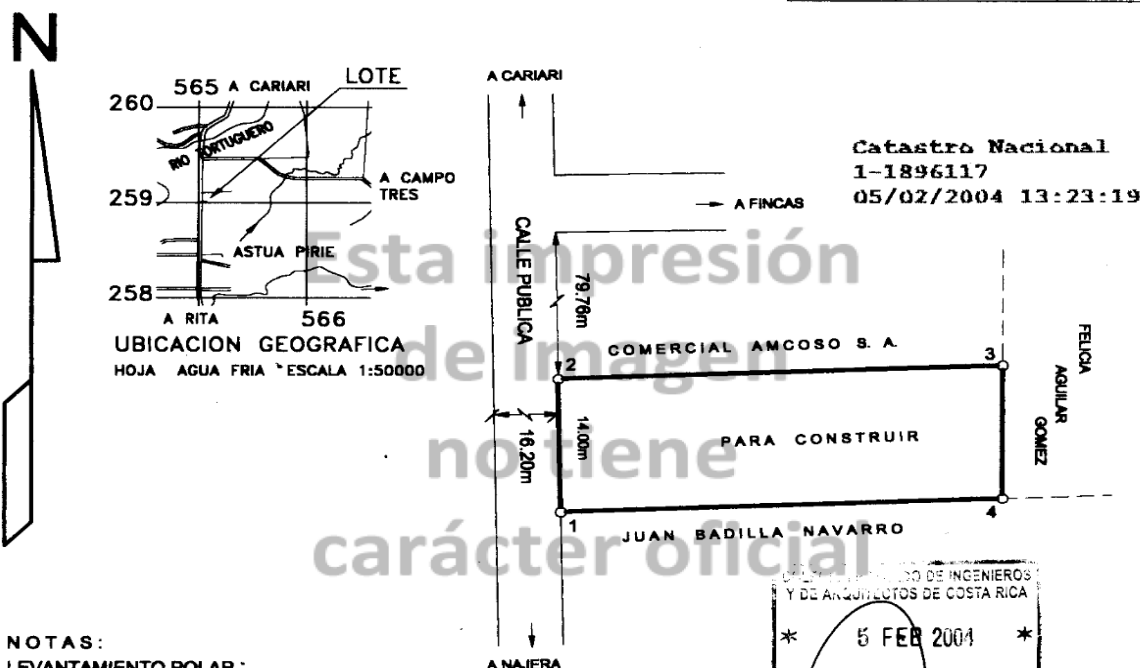 N
565 A CARIARI
LOTE
260
RIO TORTUGUERO
259
A CAMPO
TRES
ASTUA PIRIE
258
A RITA
566
UBICACION GEOGRAFICA
HOJA AGUA FRIA ESCALA 1:50000
A CARIARI
A FINCAS
CALLE PUBLICA
79.76m
Catastro Nacional
1-1896117
05/02/2004 13:23:19
Esta impresión
de imagen
no tiene
carácter oficial
COMERCIAL AMCOSO S. A.
2
3
FELICIA
AGUILAR
GOMEZ
14.00m
16.20m
PARA CONSTRUIR
1
4
JUAN BADILLA NAVARRO
DE INGENIEROS
Y DE ARQUITECTOS DE COSTA RICA
* 5 FEB 2004 *
NOTAS:
LEVANTAMIENTO POLAR
A NAJERA